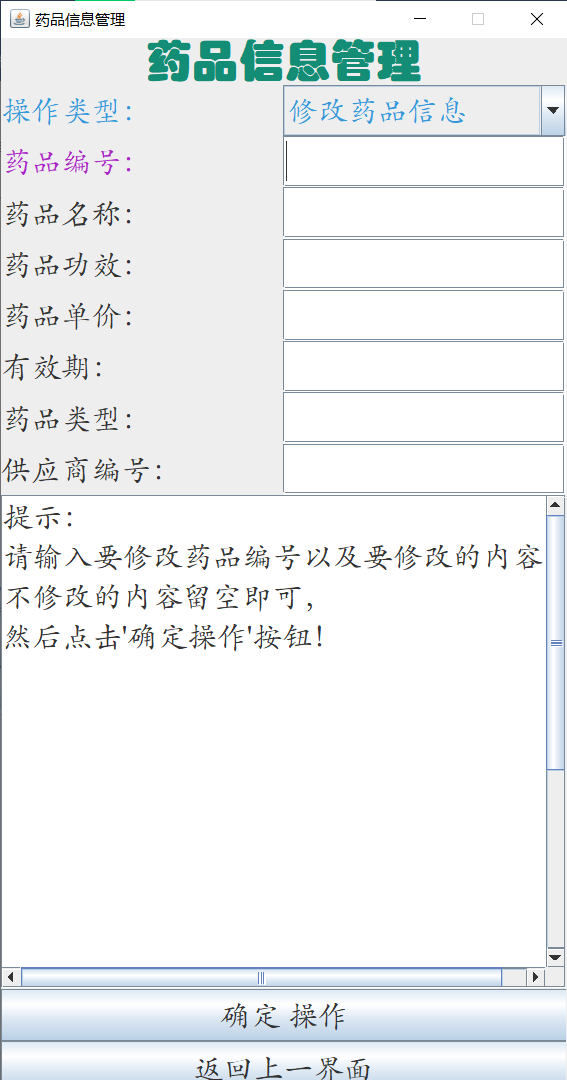 药品信息管理
药品信息管理
操作类型： 修改药品信息
药品编号：
药品名称：
药品功效：
药品单价：
有效期：
药品类型：
供应商编号：
提示：
请输入要修改药品编号以及要修改的内容
不修改的内容留空即可，
然后点击'确定操作'按钮！
确定 操作
返回上一界面